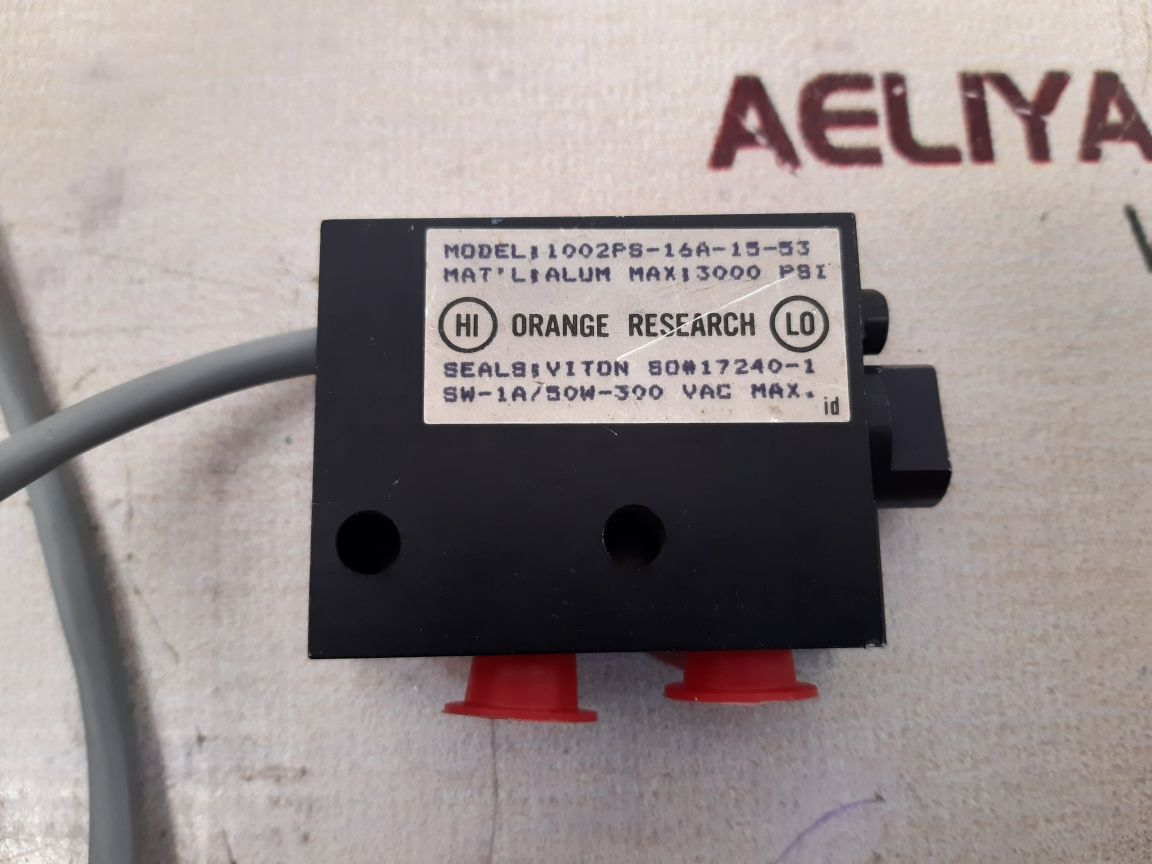 AELIYA
MODEL:1002PS-16A-15-53
MAT'L:ALUM MAX:3000 PSI
HI ORANGE RESEARCH LO
SEALS:VITON SO#17240-1
SW-1A/50W-300 VAC MAX.
id